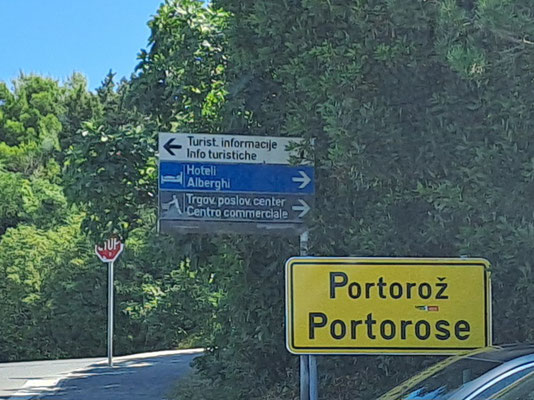 Turist. informacije
Info turistiche
Hoteli
Alberghi
Trgov. poslov. center
Centro commerciale
STOP
Portorož
Portorose